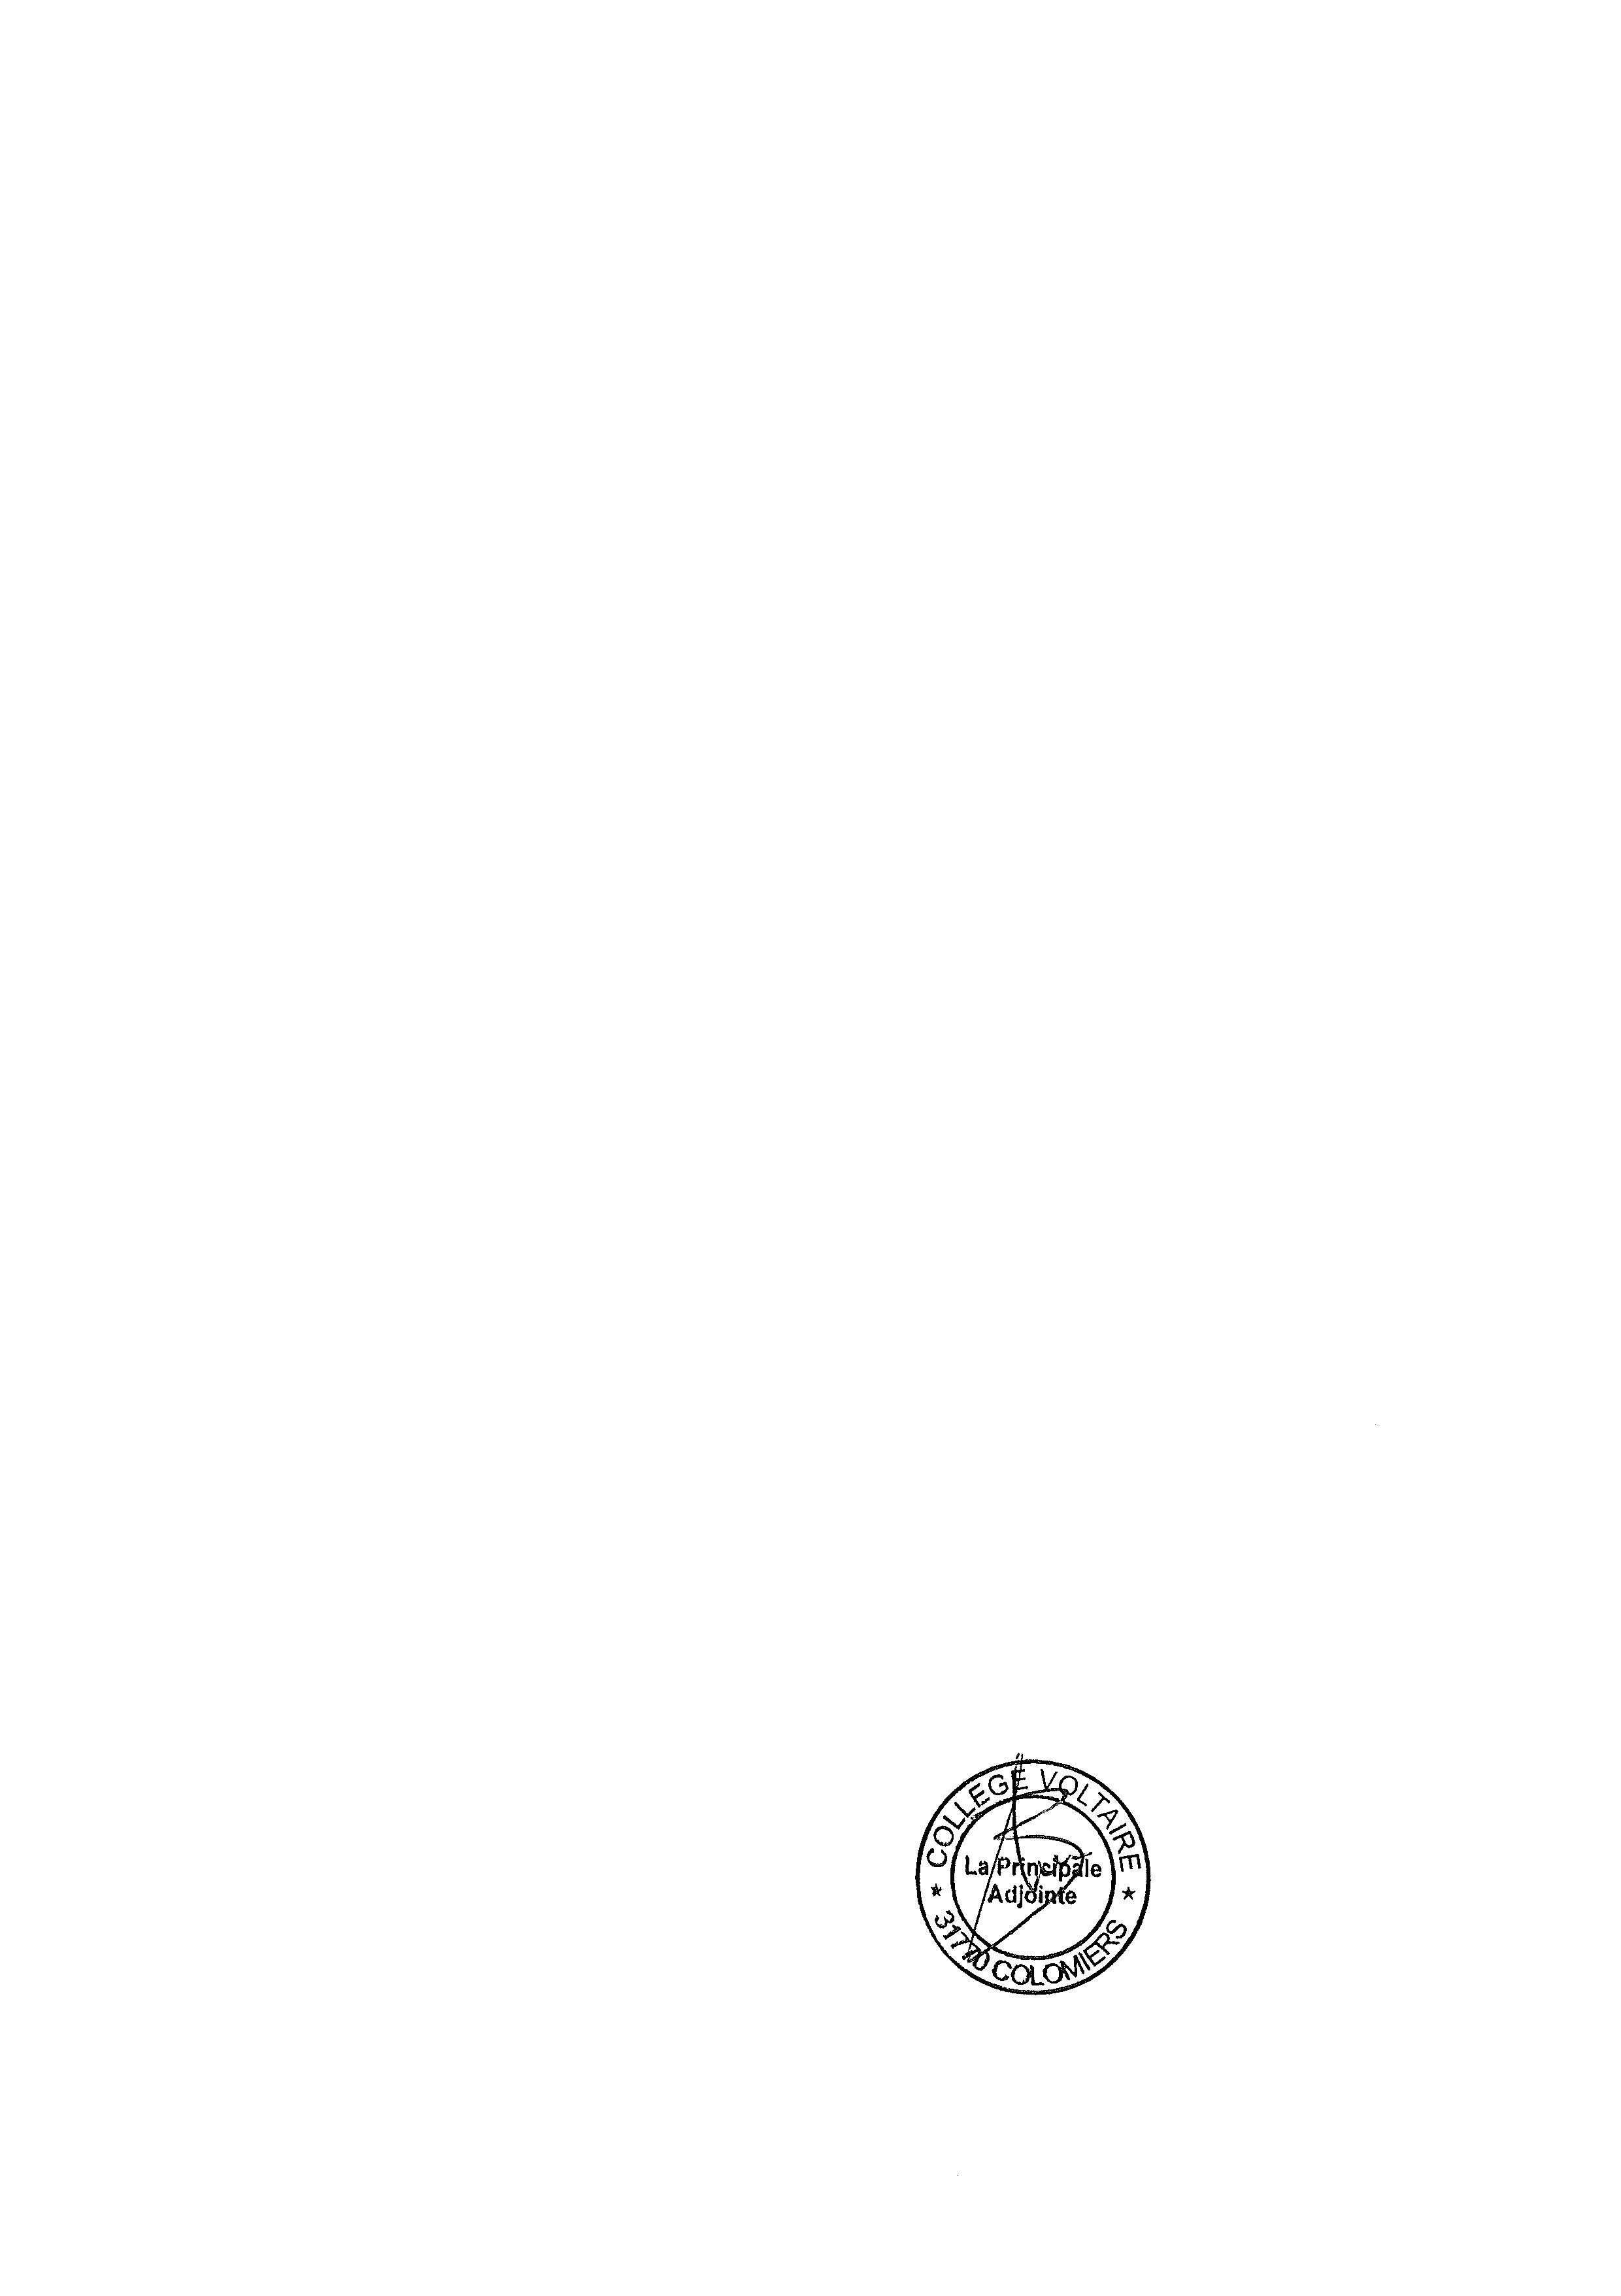 COLLEGE VOLTAIRE
La Principale
Adjointe
31770 COLOMIERS